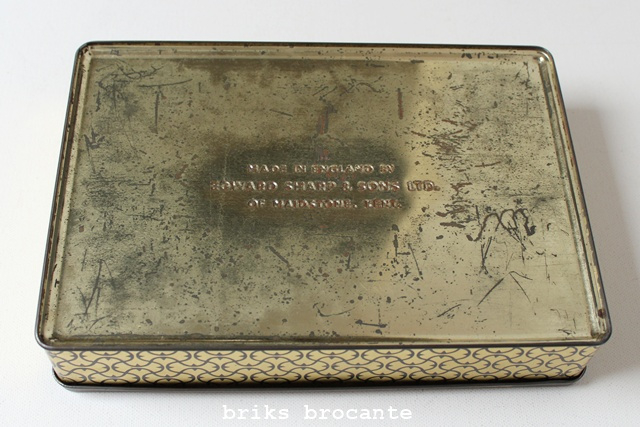 MADE IN ENGLAND BY
EDWARD SHARP & SONS LTD.
OF MAIDSTONE, KENT.
briks brocante